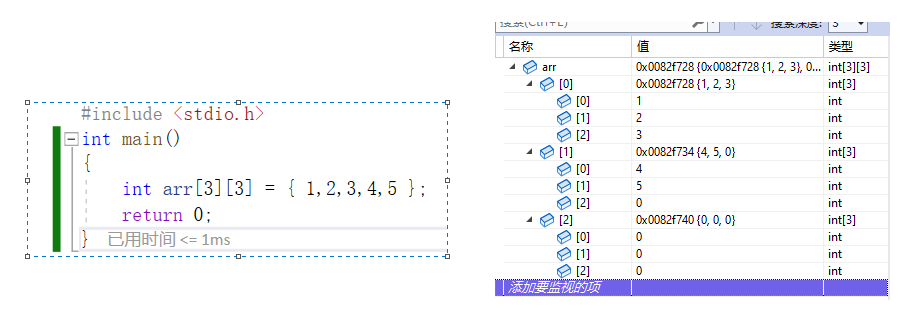 #include <stdio.h>
int main()
{
int arr[3][3] = { 1,2,3,4,5 };
return 0;
} 已用时间 <= 1ms
搜索(Ctrl+E) 搜索深度: 3
名称 值 类型
arr 0x0082f728 {0x0082f728 {1, 2, 3}, 0... int[3][3]
[0] 0x0082f728 {1, 2, 3} int[3]
[0] 1 int
[1] 2 int
[2] 3 int
[1] 0x0082f734 {4, 5, 0} int[3]
[0] 4 int
[1] 5 int
[2] 0 int
[2] 0x0082f740 {0, 0, 0} int[3]
[0] 0 int
[1] 0 int
[2] 0 int
添加要监视的项